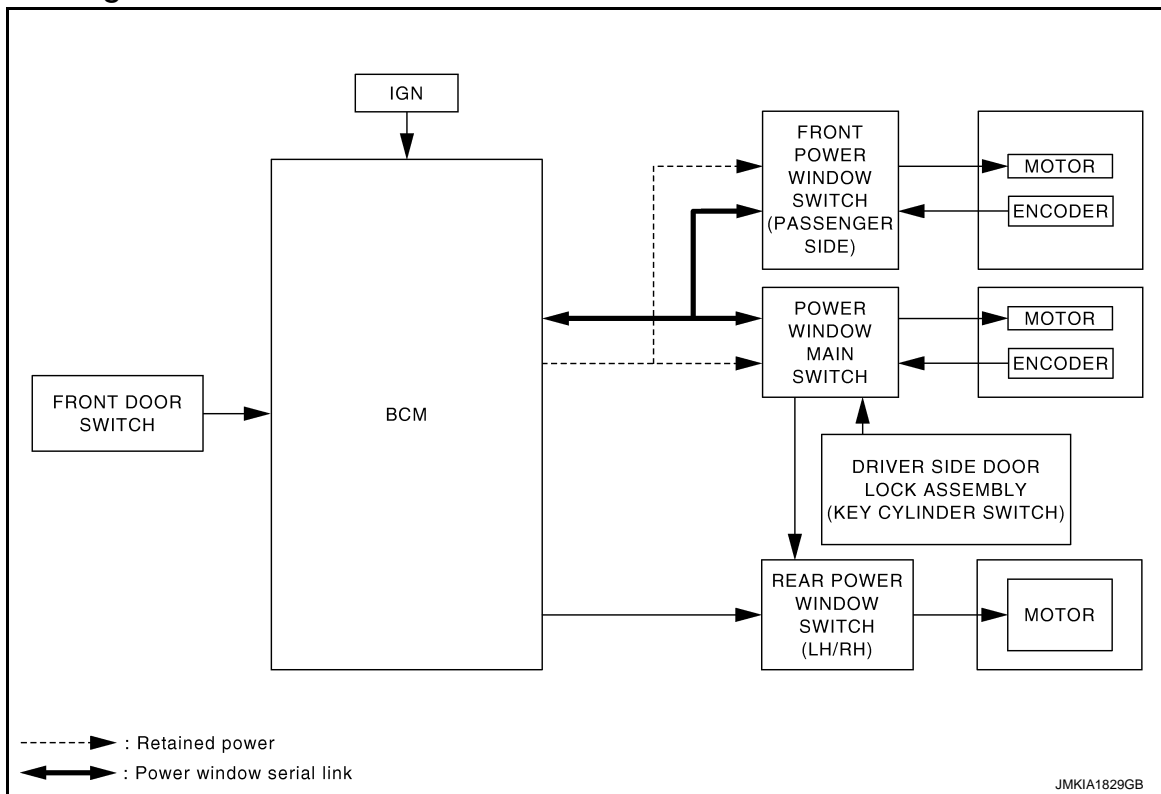 IGN
FRONT
POWER
WINDOW
SWITCH
(PASSENGER
SIDE)
MOTOR
ENCODER
POWER
WINDOW
MAIN
SWITCH
MOTOR
ENCODER
FRONT DOOR
SWITCH
BCM
DRIVER SIDE DOOR
LOCK ASSEMBLY
(KEY CYLINDER SWITCH)
REAR POWER
WINDOW
SWITCH
(LH/RH)
MOTOR
: Retained power
: Power window serial link
JMKIA1829GB